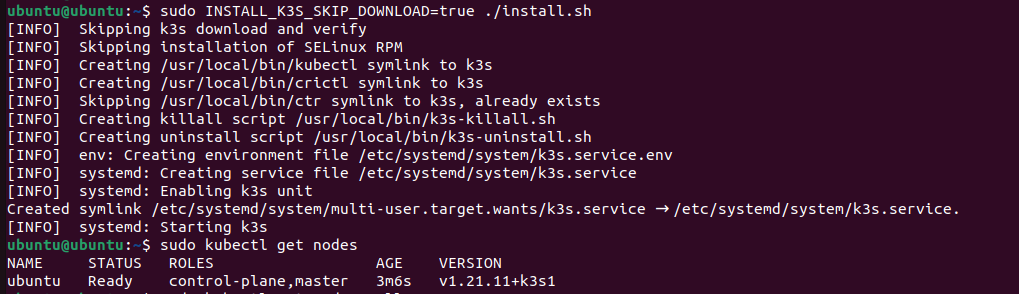 ubuntu@ubuntu:~$ sudo INSTALL_K3S_SKIP_DOWNLOAD=true ./install.sh
[INFO]  Skipping k3s download and verify
[INFO]  Skipping installation of SELinux RPM
[INFO]  Creating /usr/local/bin/kubectl symlink to k3s
[INFO]  Creating /usr/local/bin/crictl symlink to k3s
[INFO]  Skipping /usr/local/bin/ctr symlink to k3s, already exists
[INFO]  Creating killall script /usr/local/bin/k3s-killall.sh
[INFO]  Creating uninstall script /usr/local/bin/k3s-uninstall.sh
[INFO]  env: Creating environment file /etc/systemd/system/k3s.service.env
[INFO]  systemd: Creating service file /etc/systemd/system/k3s.service
[INFO]  systemd: Enabling k3s unit
Created symlink /etc/systemd/system/multi-user.target.wants/k3s.service → /etc/systemd/system/k3s.service.
[INFO]  systemd: Starting k3s
ubuntu@ubuntu:~$ sudo kubectl get nodes
NAME     STATUS   ROLES                  AGE    VERSION
ubuntu   Ready    control-plane,master   3m6s   v1.21.11+k3s1